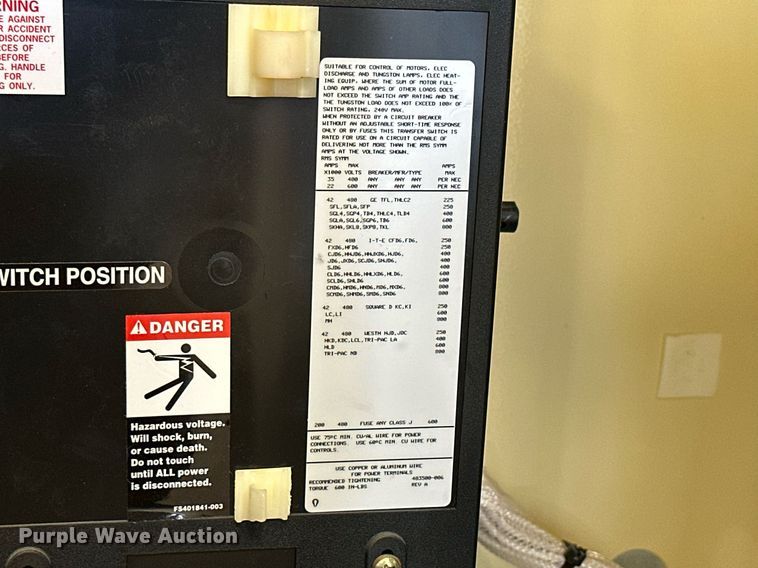 RNING
E AGAINST
R ACCIDENT
DISCONNECT
CES OF
BEFORE
G. HANDLE
FOR
G ONLY.
SUITABLE FOR CONTROL OF MOTORS, ELEC
DISCHARGE AND TUNGSTON LAMPS, ELEC HEAT-
ING EQUIP. WHERE THE SUM OF MOTOR FULL-
LOAD AMPS AND AMPS OF OTHER LOADS DOES
NOT EXCEED THE SWITCH AMP RATING AND THE
THE TUNGSTON LOAD DOES NOT EXCEED 100% OF
SWITCH RATING, 240V MAX.
WHEN PROTECTED BY A CIRCUIT BREAKER
WITHOUT AN ADJUSTABLE SHORT-TIME RESPONSE
ONLY OR BY FUSES THIS TRANSFER SWITCH IS
RATED FOR USE ON A CIRCUIT CAPABLE OF
DELIVERING NOT MORE THAN THE RMS SYMM
AMPS AT THE VOLTAGE SHOWN.
RMS SYMM
AMPS MAX AMPS
X1000 VOLTS BREAKER/MFR/TYPE MAX
35 480 ANY ANY ANY PER NEC
22 600 ANY ANY ANY PER NEC
42 480 GE TFL,THLC2 225
SFL,SFLA,SFP 250
SGL4,SGP4,TB4,THLC4,TLB4 400
SGLA,SGL6,SGP6,TB6 600
SKHA,SKL8,SKP8,TKL 800
42 480 I-T-E CFD6,FD6, 250
FXD6,HFD6 250
CJD6,HHJD6,HHJXD6,HJD6, 400
JD6,JXD6,SCJD6,SHJD6, 400
SJD6 400
CLD6,HHLD6,HHLXD6,HLD6, 600
SCLD6,SHLD6 600
CMD6,HMD6,HND6,MD6,MXD6, 800
SCMD6,SHMD6,SMD6,SND6 800
42 480 SQUARE D KC,KI 250
LC,LI 600
MH 800
42 480 WESTH HJD,JDC 250
HKD,KDC,LCL,TRI-PAC LA 400
HLD 600
TRI-PAC NB 800
200 480 FUSE ANY CLASS J 600
USE 75°C MIN. CU/AL WIRE FOR POWER
CONNECTIONS. USE 60°C MIN. CU WIRE FOR
CONTROLS.
USE COPPER OR ALUMINUM WIRE
FOR POWER TERMINALS
RECOMMENDED TIGHTENING 483500-006
TORQUE 600 IN-LBS REV A
WITCH POSITION
DANGER
Hazardous voltage.
Will shock, burn,
or cause death.
Do not touch
until ALL power
is disconnected.
FS401841-003
Purple Wave Auction